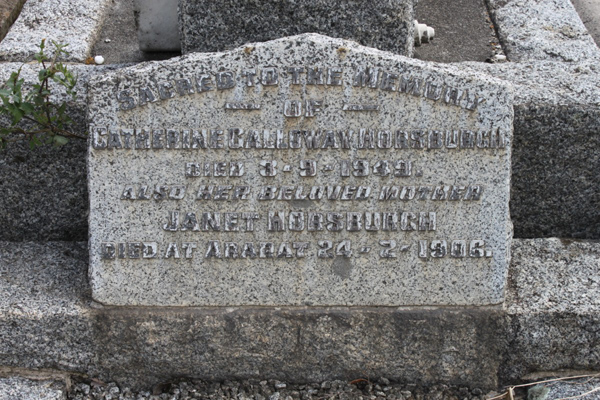 SACRED TO THE MEMORY
— OF —
CATHERINE GALLOWAY HORSBURGH
DIED 3-9-1949.
ALSO HER BELOVED MOTHER
JANET HORSBURGH
DIED AT ARARAT 24-2-1906.